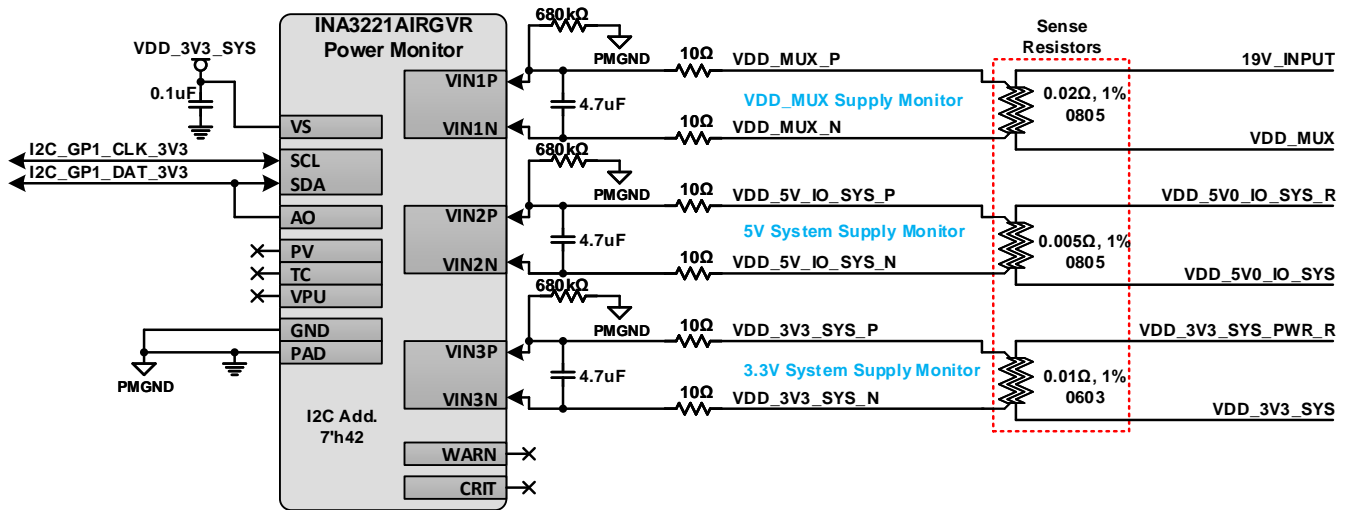 INA3221AIRGVR
Power Monitor
VDD_3V3_SYS
0.1uF
VS
I2C_GP1_CLK_3V3
SCL
I2C_GP1_DAT_3V3
SDA
AO
PV
TC
VPU
GND
PAD
PMGND
I2C Add.
7'h42
VIN1P
VIN1N
VIN2P
VIN2N
VIN3P
VIN3N
WARN
CRIT
680kΩ
PMGND
4.7uF
10Ω
VDD_MUX_P
VDD_MUX Supply Monitor
10Ω
VDD_MUX_N
680kΩ
PMGND
4.7uF
10Ω
VDD_5V_IO_SYS_P
5V System Supply Monitor
10Ω
VDD_5V_IO_SYS_N
680kΩ
PMGND
4.7uF
10Ω
VDD_3V3_SYS_P
3.3V System Supply Monitor
10Ω
VDD_3V3_SYS_N
Sense
Resistors
19V_INPUT
0.02Ω, 1%
0805
VDD_MUX
VDD_5V0_IO_SYS_R
0.005Ω, 1%
0805
VDD_5V0_IO_SYS
VDD_3V3_SYS_PWR_R
0.01Ω, 1%
0603
VDD_3V3_SYS